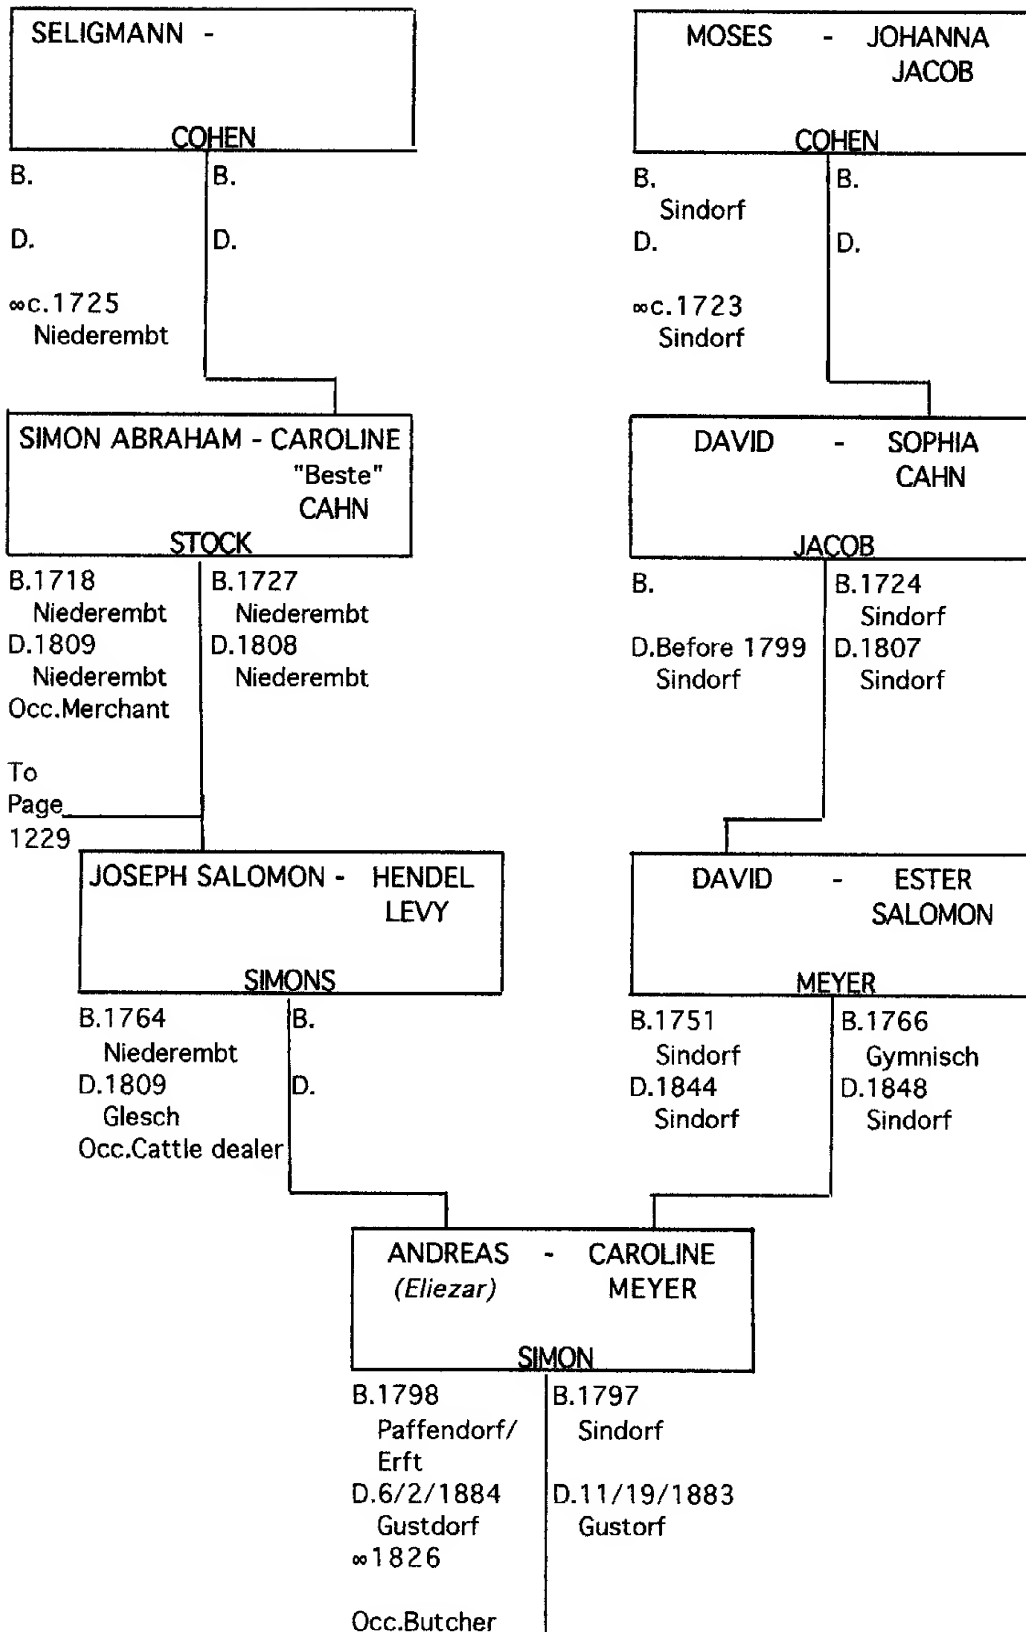 SELIGMANN -
COHEN
B. B.
D. D.
∞c.1725
Niederembt
MOSES - JOHANNA
JACOB
COHEN
B. B.
Sindorf
D. D.
∞c.1723
Sindorf
SIMON ABRAHAM - CAROLINE
"Beste"
CAHN
STOCK
B.1718 B.1727
Niederembt Niederembt
D.1809 D.1808
Niederembt Niederembt
Occ.Merchant
To
Page
1229
DAVID - SOPHIA
CAHN
JACOB
B. B.1724
Sindorf
D.Before 1799 D.1807
Sindorf Sindorf
JOSEPH SALOMON - HENDEL
LEVY
SIMONS
B.1764 B.
Niederembt
D.1809 D.
Glesch
Occ.Cattle dealer
DAVID - ESTER
SALOMON
MEYER
B.1751 B.1766
Sindorf Gymnisch
D.1844 D.1848
Sindorf Sindorf
ANDREAS - CAROLINE
(Eliezar) MEYER
SIMON
B.1798 B.1797
Paffendorf/ Sindorf
Erft
D.6/2/1884 D.11/19/1883
Gustdorf Gustorf
∞1826
Occ.Butcher